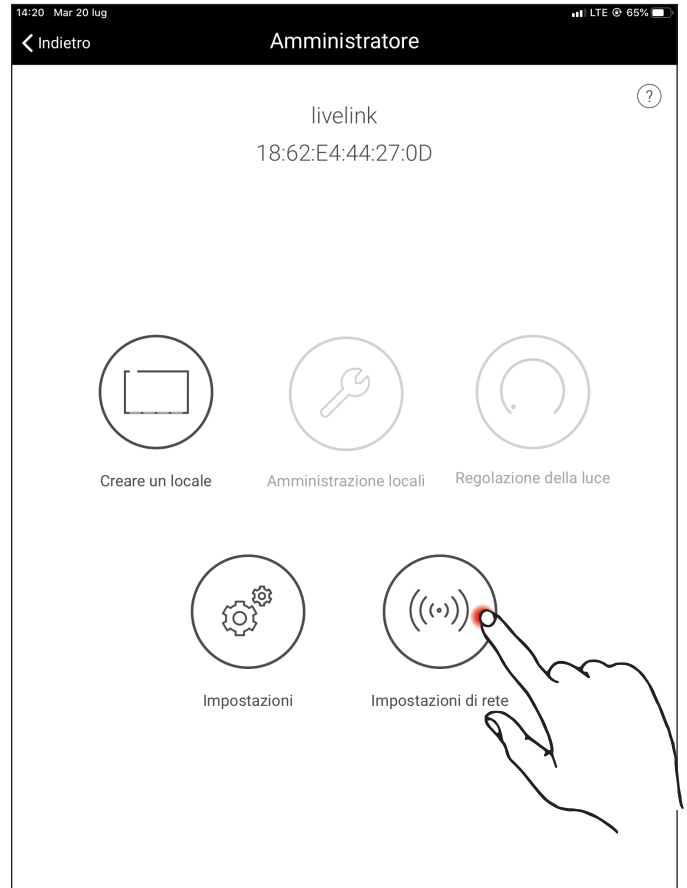 14:20 Mar 20 lug
LTE 65%
Indietro
Amministratore
?
livelink
18:62:E4:44:27:0D
Creare un locale
Amministrazione locali
Regolazione della luce
Impostazioni
Impostazioni di rete